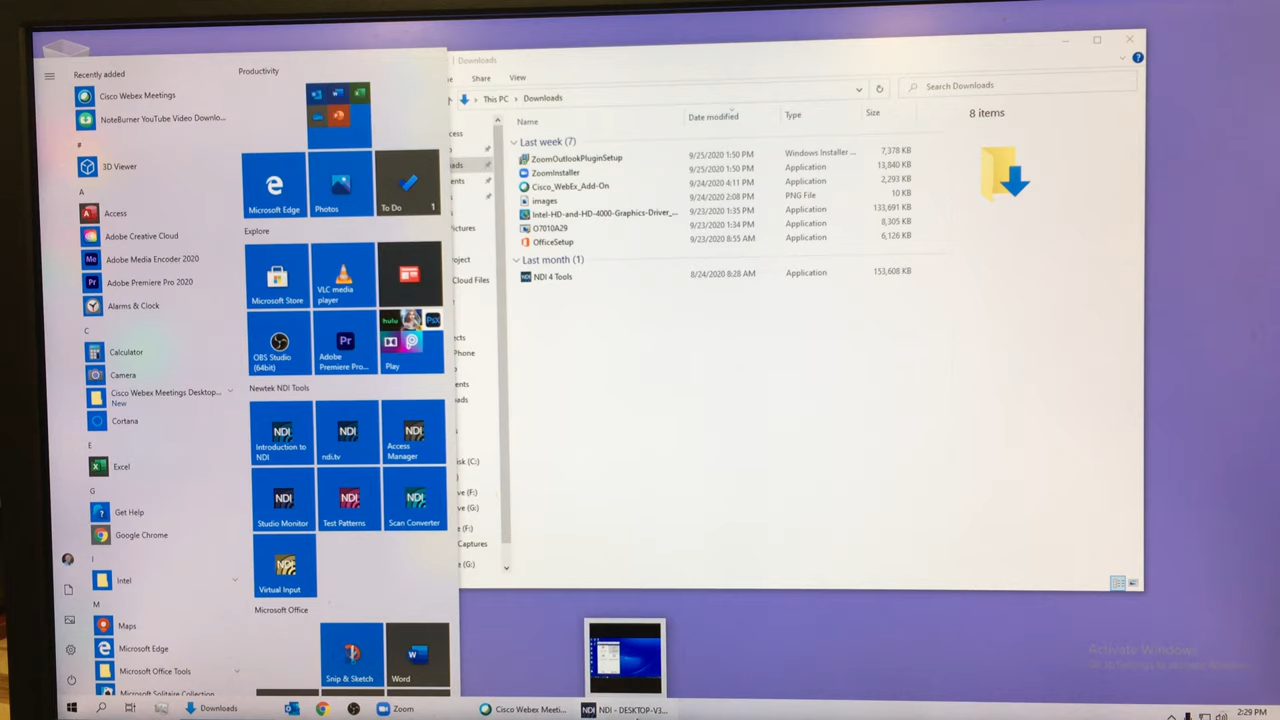 Recently added
Cisco Webex Meetings
NoteBurner YouTube Video Downlo...
#
3D Viewer
A
Access
Adobe Creative Cloud
Adobe Media Encoder 2020
Adobe Premiere Pro 2020
Alarms & Clock
C
Calculator
Camera
Cisco Webex Meetings Desktop...
New
Cortana
E
Excel
G
Get Help
Google Chrome
I
Intel
M
Maps
Microsoft Edge
Microsoft Office Tools
Microsoft Solitaire Collection
Productivity
Microsoft Edge
Photos
To Do
1
Explore
Microsoft Store
VLC media
player
OBS Studio
(64bit)
Adobe
Premiere Pro...
hulu
Play
Newtek NDI Tools
Introduction to
NDI
ndi.tv
Access
Manager
Studio Monitor
Test Patterns
Scan Converter
Virtual Input
Microsoft Office
Snip & Sketch
Word
Downloads
Share
View
This PC > Downloads
Search Downloads
Name
Date modified
Type
Size
Last week (7)
ZoomOutlookPluginSetup 9/25/2020 1:50 PM Windows Installer ... 7,378 KB
ZoomInstaller 9/25/2020 1:50 PM Application 13,840 KB
Cisco_WebEx_Add-On 9/24/2020 4:11 PM Application 2,293 KB
images 9/24/2020 2:08 PM PNG File 10 KB
Intel-HD-and-HD-4000-Graphics-Driver_... 9/23/2020 1:35 PM Application 133,691 KB
O7010A29 9/23/2020 1:34 PM Application 8,305 KB
OfficeSetup 9/23/2020 8:55 AM Application 6,126 KB
Last month (1)
NDI 4 Tools 8/24/2020 8:28 AM Application 153,608 KB
8 items
Cloud Files
Phone
Captures
Activate Windows
Go to Settings to activate Windows.
Downloads
Zoom
Cisco Webex Meeti...
NDI - DESKTOP-V3...
2:29 PM